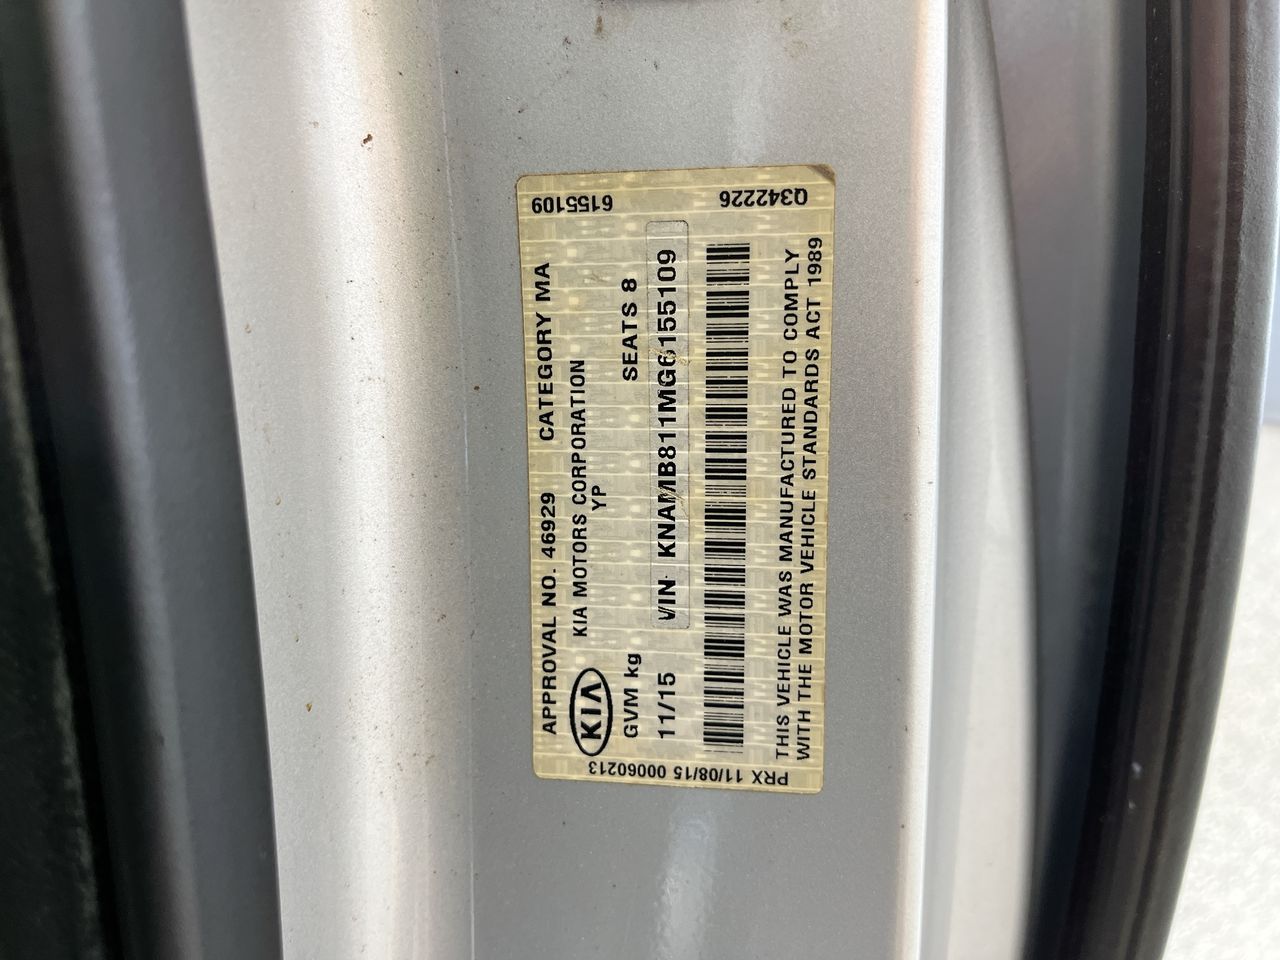 APPROVAL NO. 46929 CATEGORY MA
KIA
KIA MOTORS CORPORATION
YP
GVM kg SEATS 8
11/15 VIN KNAMB811MG6155109
THIS VEHICLE WAS MANUFACTURED TO COMPLY
WITH THE MOTOR VEHICLE STANDARDS ACT 1989
6155109
Q342226
PRX 11/08/15 00060213